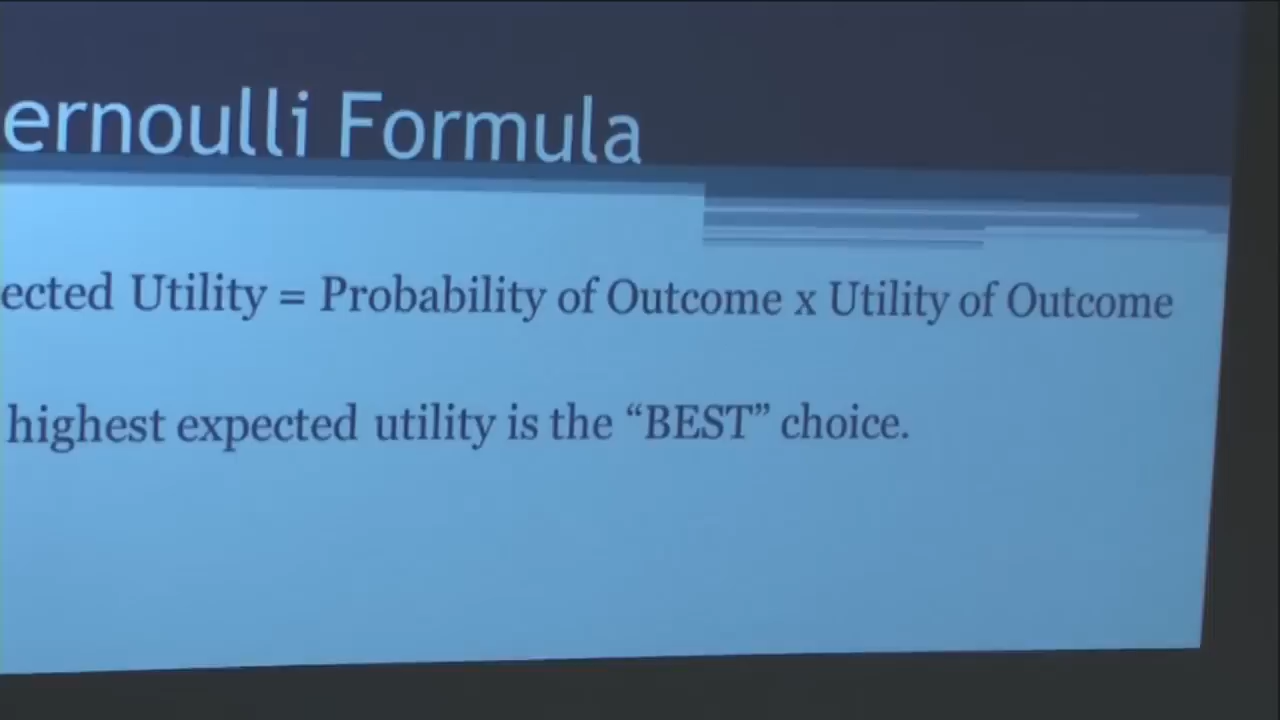 ernoulli Formula
ected Utility = Probability of Outcome x Utility of Outcome
highest expected utility is the “BEST” choice.